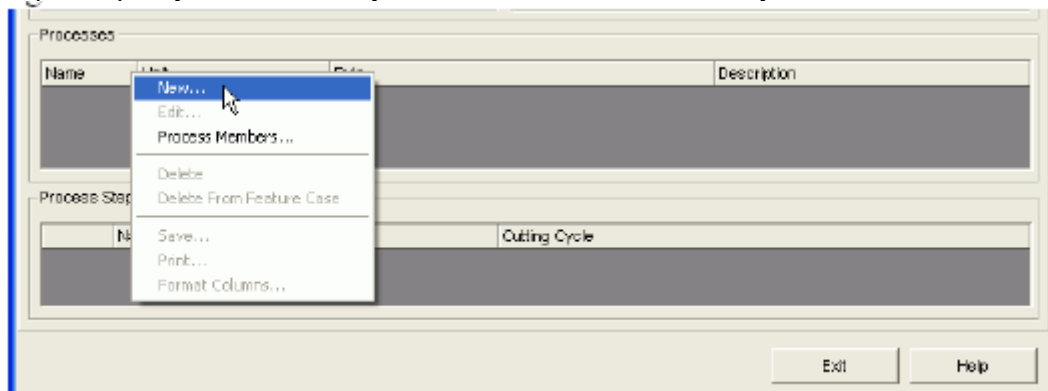 Processes
Name Description
New...
Edit...
Process Members...
Delete
Process Step Delete From Feature Case
Cutting Cycle
Save...
Print...
Format Columns...
Exit Help